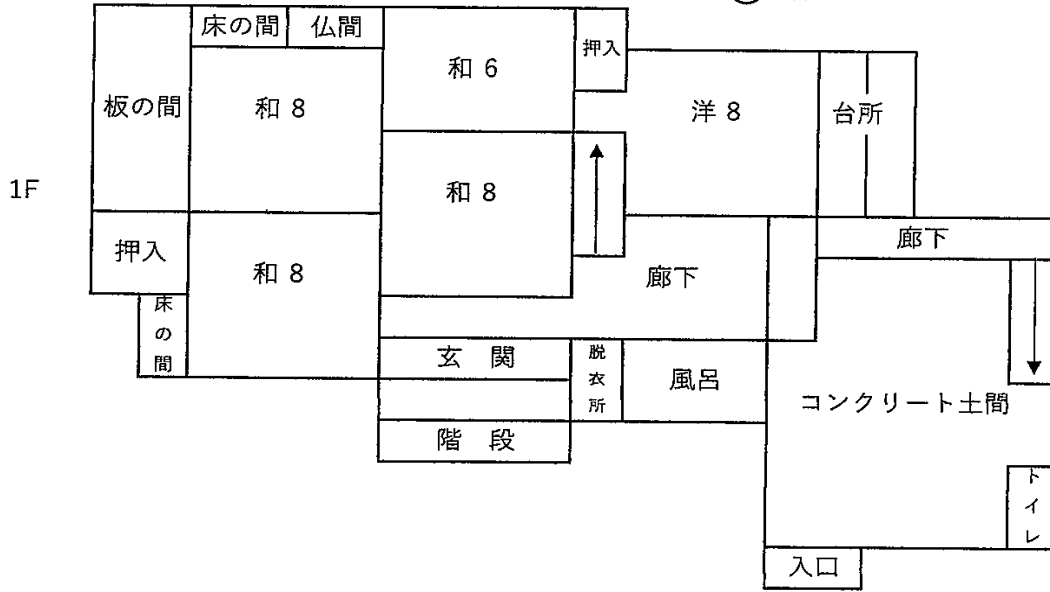 床の間
仏間
和 6
押入
板の間
和 8
洋 8
台所
1F
和 8
押入
和 8
廊下
廊下
床の間
玄 関
脱衣所
風呂
コンクリート土間
階 段
トイレ
入口